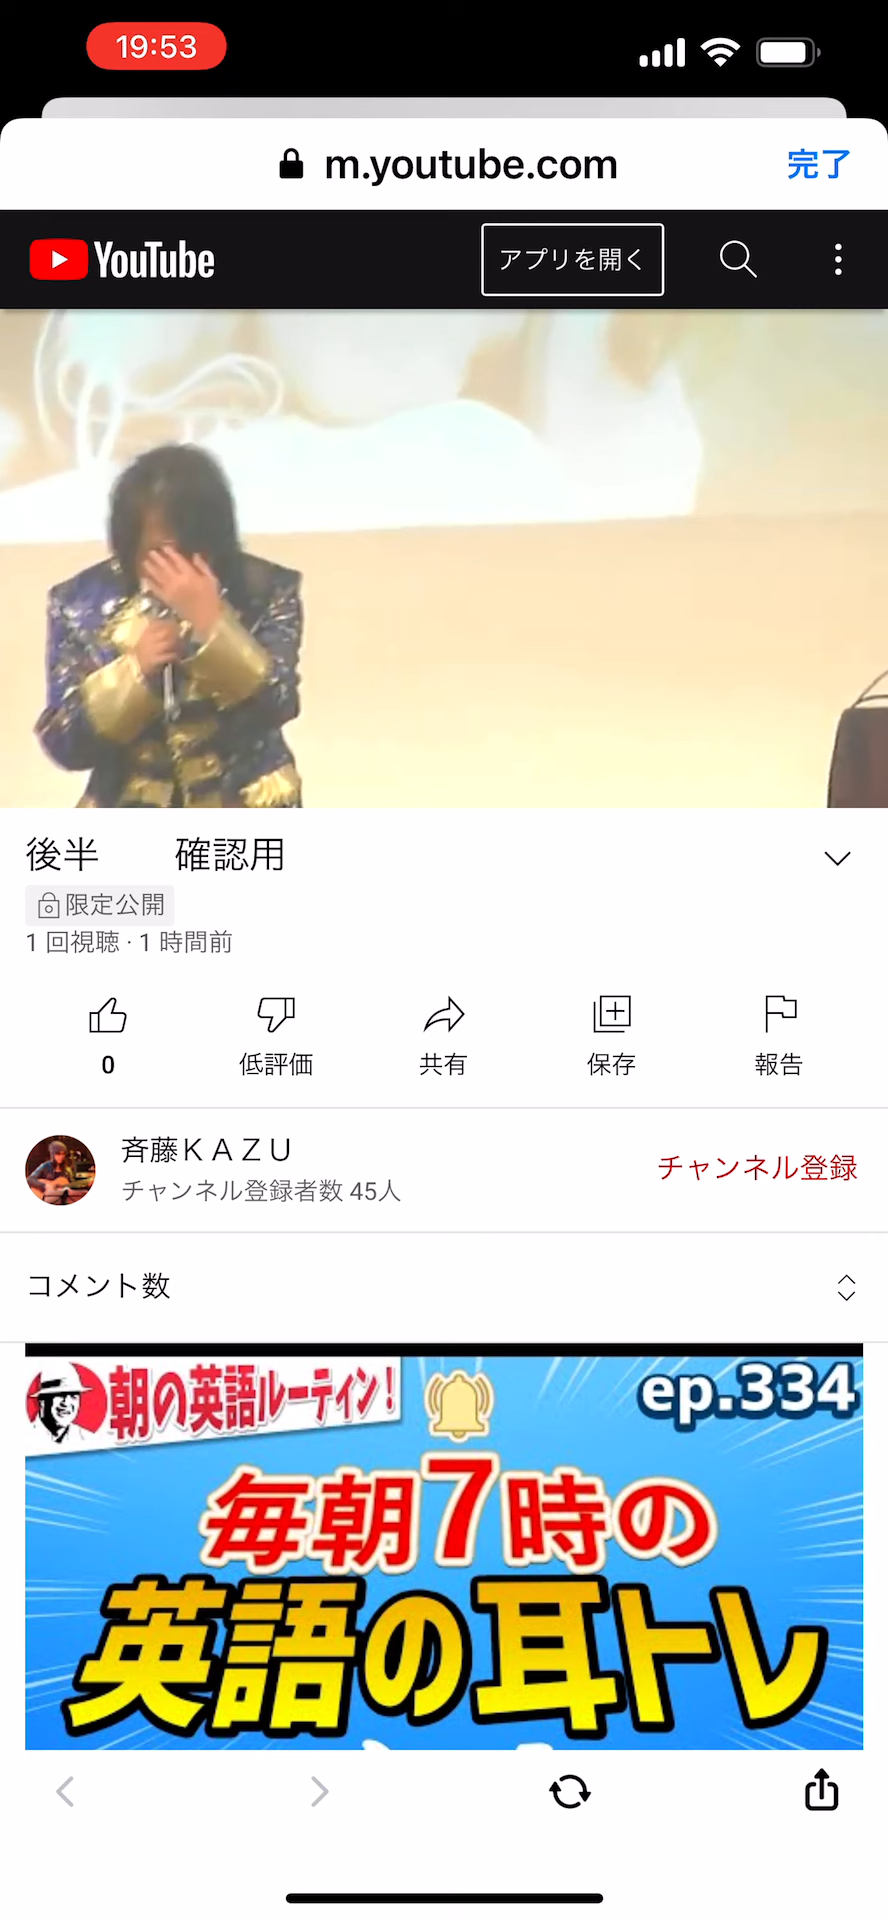 19:53
m.youtube.com
完了
YouTube
アプリを開く
後半　　確認用
限定公開
1 回視聴 · 1 時間前
0
低評価
共有
保存
報告
斉藤ＫＡＺＵ
チャンネル登録者数 45人
チャンネル登録
コメント数
朝の英語ルーティン！
ep.334
毎朝7時の
英語の耳トレ